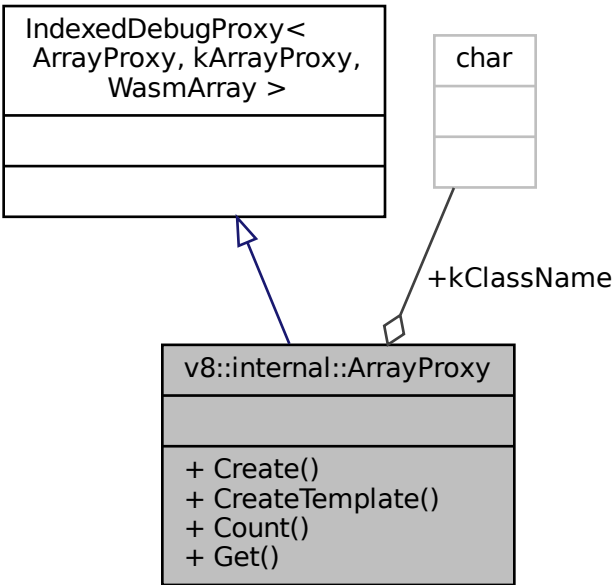 IndexedDebugProxy<
ArrayProxy, kArrayProxy,
WasmArray >
char
+kClassName
v8::internal::ArrayProxy
+ Create()
+ CreateTemplate()
+ Count()
+ Get()